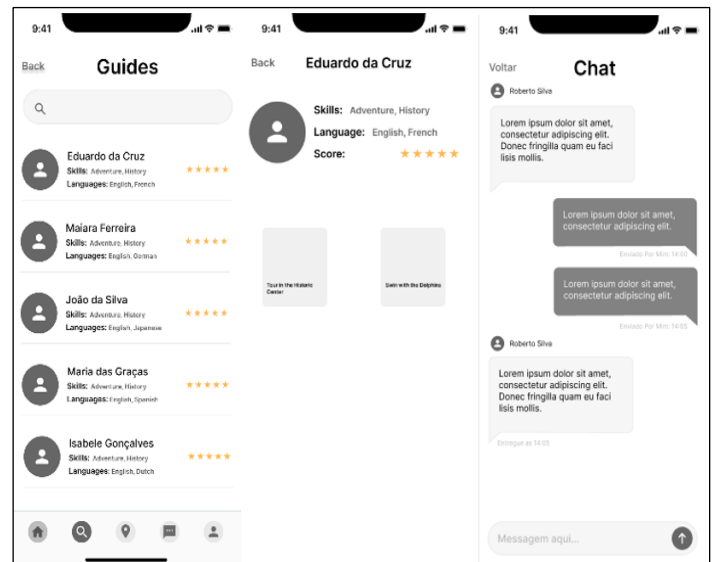 9:41
Back
Guides
Eduardo da Cruz
Skills: Adventure, History
Languages: English, French
Maiara Ferreira
Skills: Adventure, History
Languages: English, German
João da Silva
Skills: Adventure, History
Languages: English, Japanese
Maria das Graças
Skills: Adventure, History
Languages: English, Spanish
Isabele Gonçalves
Skills: Adventure, History
Languages: English, Dutch
9:41
Back
Eduardo da Cruz
Skills: Adventure, History
Language: English, French
Score:
Tour in the Historic
Center
Swin with the Dolphins
9:41
Voltar
Chat
Roberto Silva
Lorem ipsum dolor sit amet,
consectetur adipiscing elit.
Donec fringilla quam eu faci
lisis mollis.
Lorem ipsum dolor sit amet,
consectetur adipiscing elit.
Enviado Por Mim: 14:00
Lorem ipsum dolor sit amet,
consectetur adipiscing elit.
Enviado Por Mim: 14:05
Roberto Silva
Lorem ipsum dolor sit amet,
consectetur adipiscing elit.
Donec fringilla quam eu faci
lisis mollis.
Entregue as 14:05
Messagem aqui...